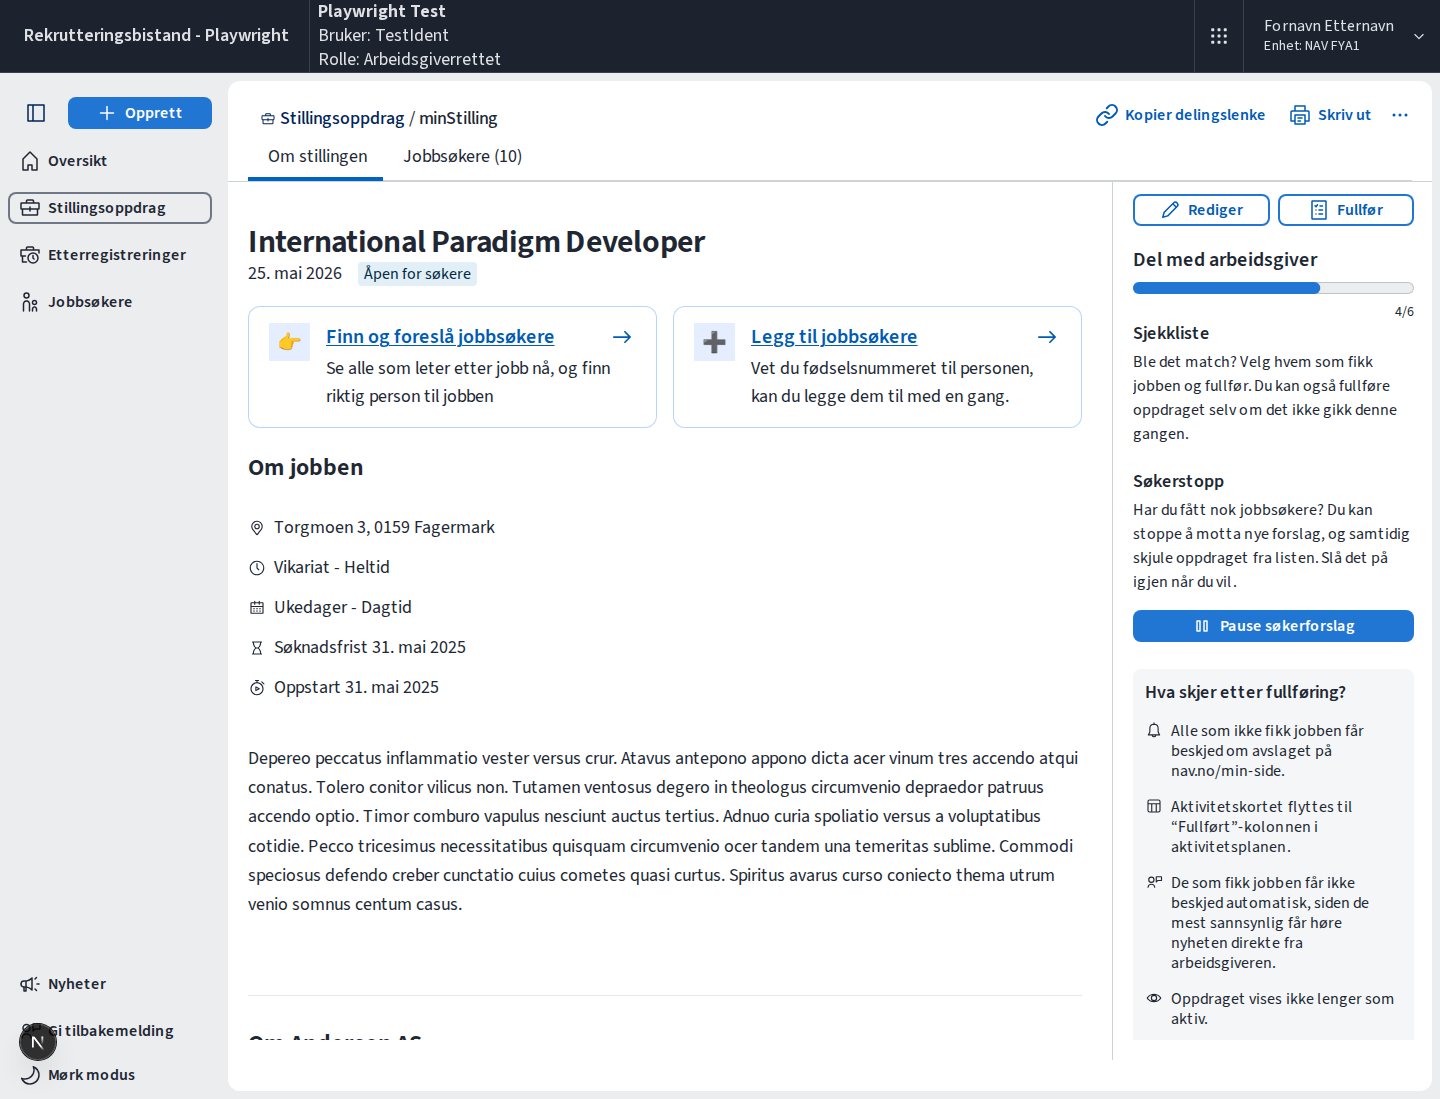 Rekrutteringsbistand - Playwright
Playwright Test
Bruker: TestIdent
Rolle: Arbeidsgiverrettet
Fornavn Etternavn
Enhet: NAV FYA1
Opprett
Oversikt
Stillingsoppdrag
Etterregistreringer
Jobbsøkere
Nyheter
Gi tilbakemelding
N
Mørk modus
Stillingsoppdrag / minStilling
Kopier delingslenke
Skriv ut
Om stillingen
Jobbsøkere (10)
International Paradigm Developer
25. mai 2026
Åpen for søkere
Finn og foreslå jobbsøkere
Se alle som leter etter jobb nå, og finn
riktig person til jobben
Legg til jobbsøkere
Vet du fødselsnummeret til personen,
kan du legge dem til med en gang.
Om jobben
Torgmoen 3, 0159 Fagermark
Vikariat - Heltid
Ukedager - Dagtid
Søknadsfrist 31. mai 2025
Oppstart 31. mai 2025
Depereo peccatus inflammatio vester versus crur. Atavus antepono appono dicta acer vinum tres accendo atqui
conatus. Tolero conitor vilicus non. Tutamen ventosus degero in theologus circumvenio depraedor patruus
accendo optio. Timor comburo vapulus nesciunt auctus tertius. Adnuo curia spoliatio versus a voluptatibus
cotidie. Pecco tricesimus necessitatibus quisquam circumvenio ocer tandem una temeritas sublime. Commodi
speciosus defendo creber cunctatio cuius cometes quasi curtus. Spiritus avarus curso coniecto thema utrum
venio somnus centum casus.
Om Andersen AS
Rediger
Fullfør
Del med arbeidsgiver
4/6
Sjekkliste
Ble det match? Velg hvem som fikk
jobben og fullfør. Du kan også fullføre
oppdraget selv om det ikke gikk denne
gangen.
Søkerstopp
Har du fått nok jobbsøkere? Du kan
stoppe å motta nye forslag, og samtidig
skjule oppdraget fra listen. Slå det på
igjen når du vil.
Pause søkerforslag
Hva skjer etter fullføring?
Alle som ikke fikk jobben får
beskjed om avslaget på
nav.no/min-side.
Aktivitetskortet flyttes til
“Fullført”-kolonnen i
aktivitetsplanen.
De som fikk jobben får ikke
beskjed automatisk, siden de
mest sannsynlig får høre
nyheten direkte fra
arbeidsgiveren.
Oppdraget vises ikke lenger som
aktiv.